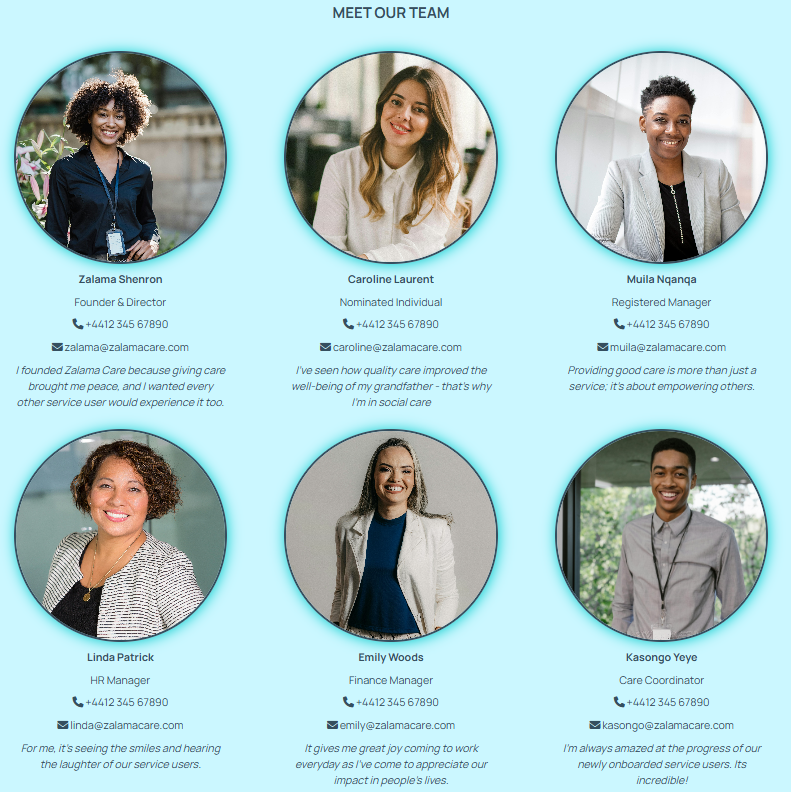 MEET OUR TEAM
Zalama Shenron
Founder & Director
+4412 345 67890
zalama@zalamacare.com
I founded Zalama Care because giving care
brought me peace, and I wanted every
other service user would experience it too.
Caroline Laurent
Nominated Individual
+4412 345 67890
caroline@zalamacare.com
I've seen how quality care improved the
well-being of my grandfather - that's why
I'm in social care
Muila Nqanqa
Registered Manager
+4412 345 67890
muila@zalamacare.com
Providing good care is more than just a
service; it's about empowering others.
Linda Patrick
HR Manager
+4412 345 67890
linda@zalamacare.com
For me, it's seeing the smiles and hearing
the laughter of our service users.
Emily Woods
Finance Manager
+4412 345 67890
emily@zalamacare.com
It gives me great joy coming to work
everyday as I've come to appreciate our
impact in people's lives.
Kasongo Yeye
Care Coordinator
+4412 345 67890
kasongo@zalamacare.com
I'm always amazed at the progress of our
newly onboarded service users. Its
incredible!